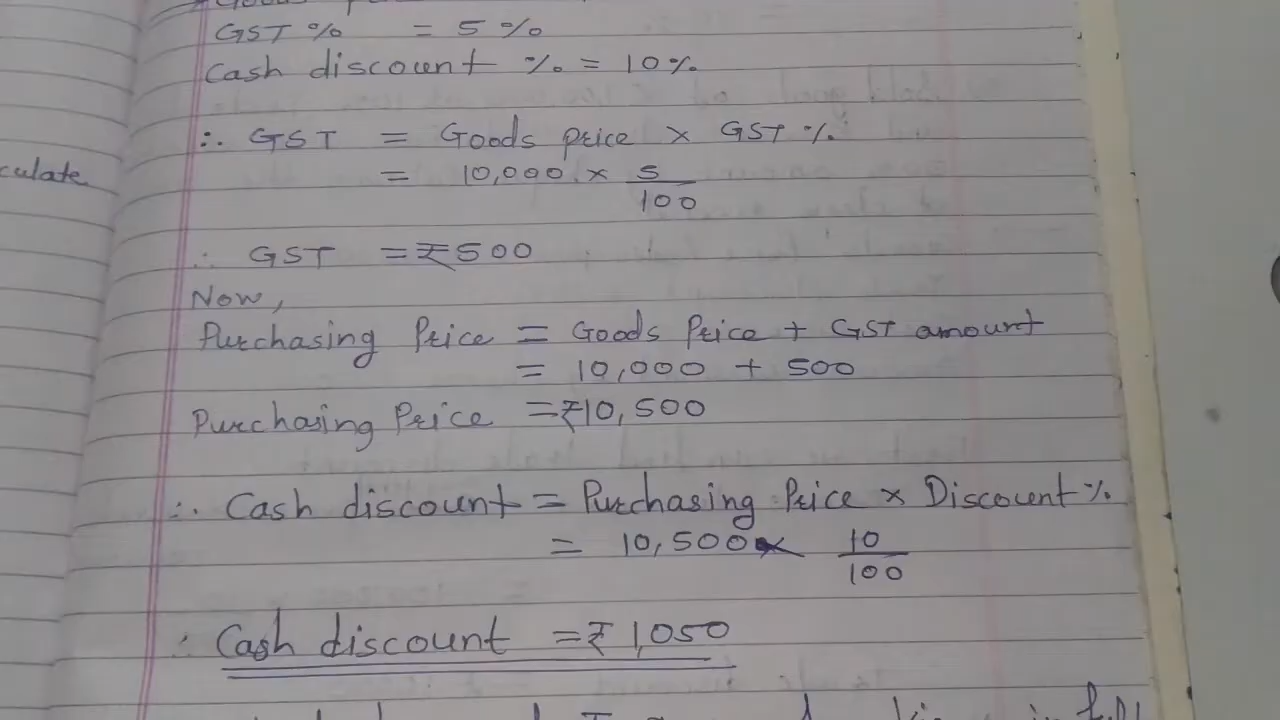 GST % = 5 %
Cash discount % = 10%
∴ GST = Goods price × GST %
culate
= 10,000 × 5/100
∴ GST = ₹500
Now,
Purchasing Price = Goods Price + GST amount
= 10,000 + 500
Purchasing Price = ₹10,500
∴ Cash discount = Purchasing Price × Discount %
= 10,500 × 10/100
∴ Cash discount = ₹ 1,050